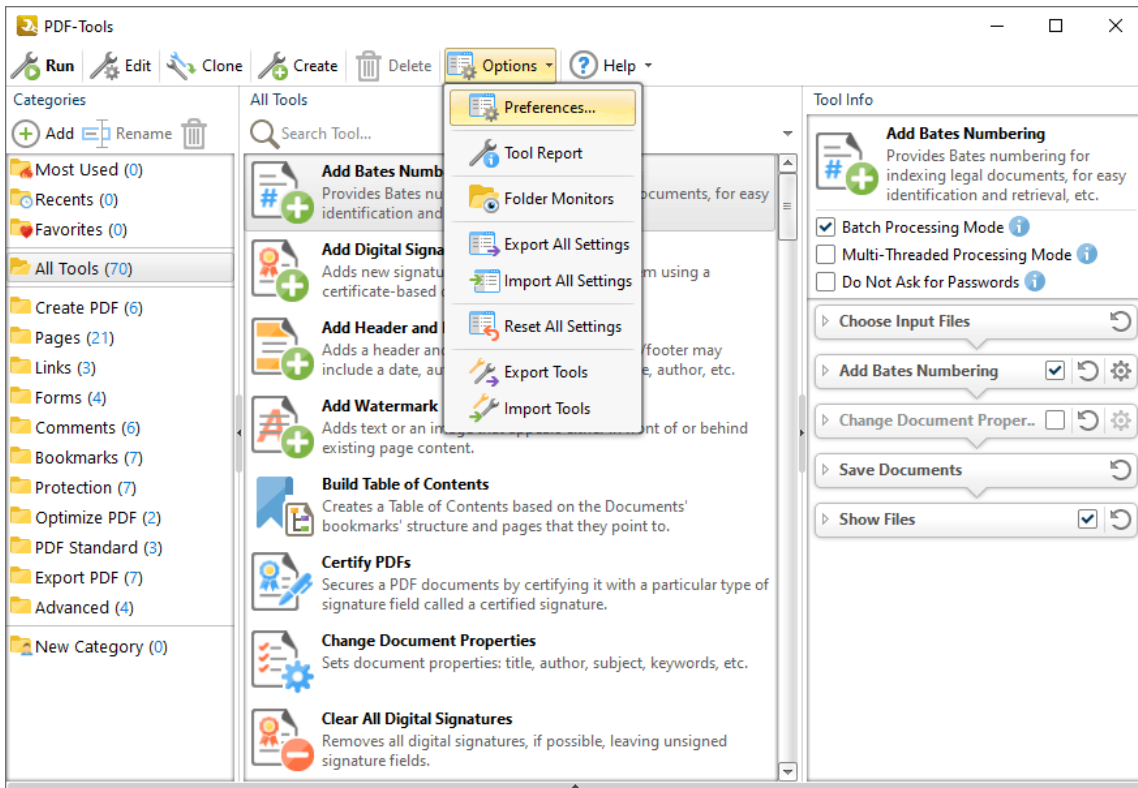 PDF-Tools
Run Edit Clone Create Delete Options Help
Categories
Add Rename
Most Used (0)
Recents (0)
Favorites (0)
All Tools (70)
Create PDF (6)
Pages (21)
Links (3)
Forms (4)
Comments (6)
Bookmarks (7)
Protection (7)
Optimize PDF (2)
PDF Standard (3)
Export PDF (7)
Advanced (4)
New Category (0)
All Tools
Search Tool...
Add Bates Numb
Provides Bates nu ocuments, for easy
identification and
Add Digital Signa
Adds new signatu m using a
certificate-based
Add Header and
Adds a header and /footer may
include a date, au e, author, etc.
Add Watermark
Adds text or an im nt of or behind
existing page content.
Build Table of Contents
Creates a Table of Contents based on the Documents'
bookmarks' structure and pages that they point to.
Certify PDFs
Secures a PDF documents by certifying it with a particular type of
signature field called a certified signature.
Change Document Properties
Sets document properties: title, author, subject, keywords, etc.
Clear All Digital Signatures
Removes all digital signatures, if possible, leaving unsigned
signature fields.
Preferences...
Tool Report
Folder Monitors
Export All Settings
Import All Settings
Reset All Settings
Export Tools
Import Tools
Tool Info
Add Bates Numbering
Provides Bates numbering for
indexing legal documents, for easy
identification and retrieval, etc.
Batch Processing Mode
Multi-Threaded Processing Mode
Do Not Ask for Passwords
Choose Input Files
Add Bates Numbering
Change Document Proper..
Save Documents
Show Files